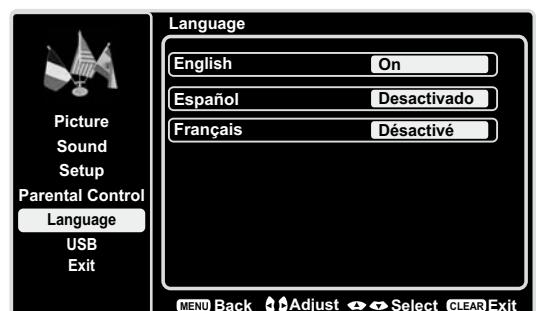 Language
English On
Español Desactivado
Français Désactivé
Picture
Sound
Setup
Parental Control
Language
USB
Exit
MENU Back Adjust Select CLEAR Exit